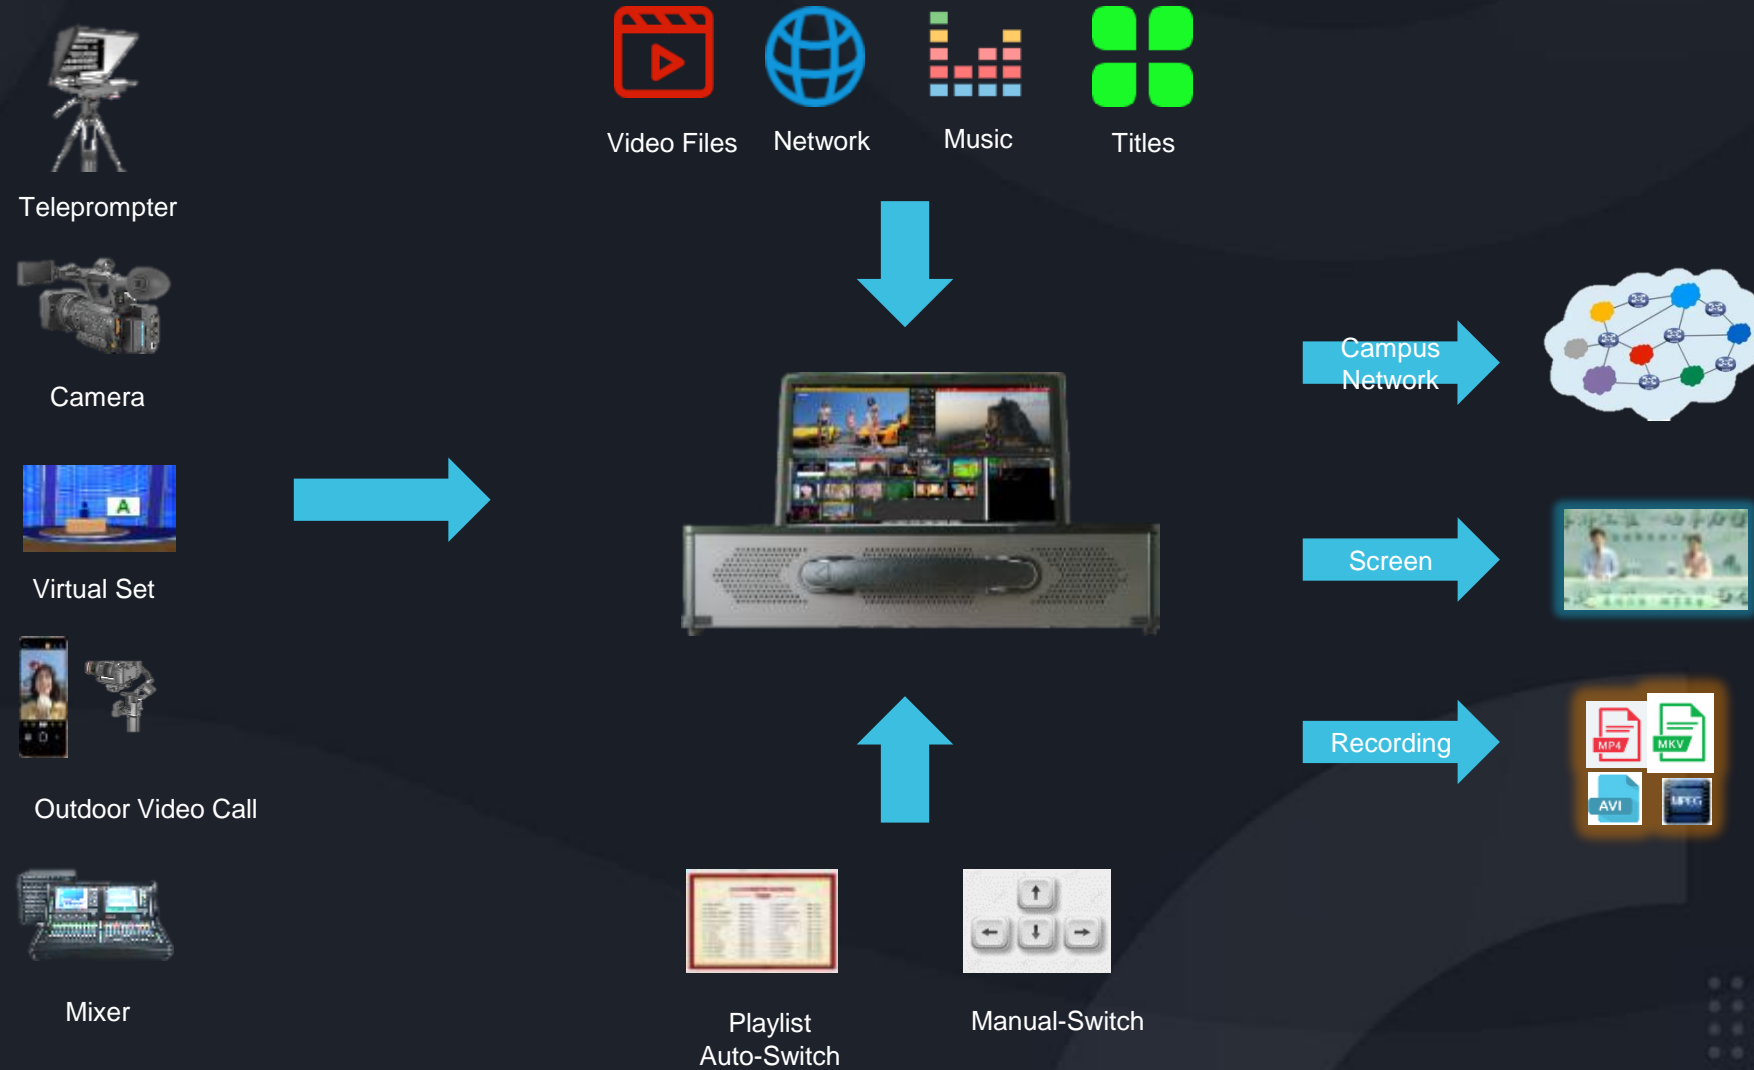 Video Files
Network
Music
Titles
Teleprompter
Camera
A
Virtual Set
Outdoor Video Call
Mixer
Campus
Network
Screen
Recording
MP4
MKV
AVI
MPEG
Playlist
Auto-Switch
Manual-Switch